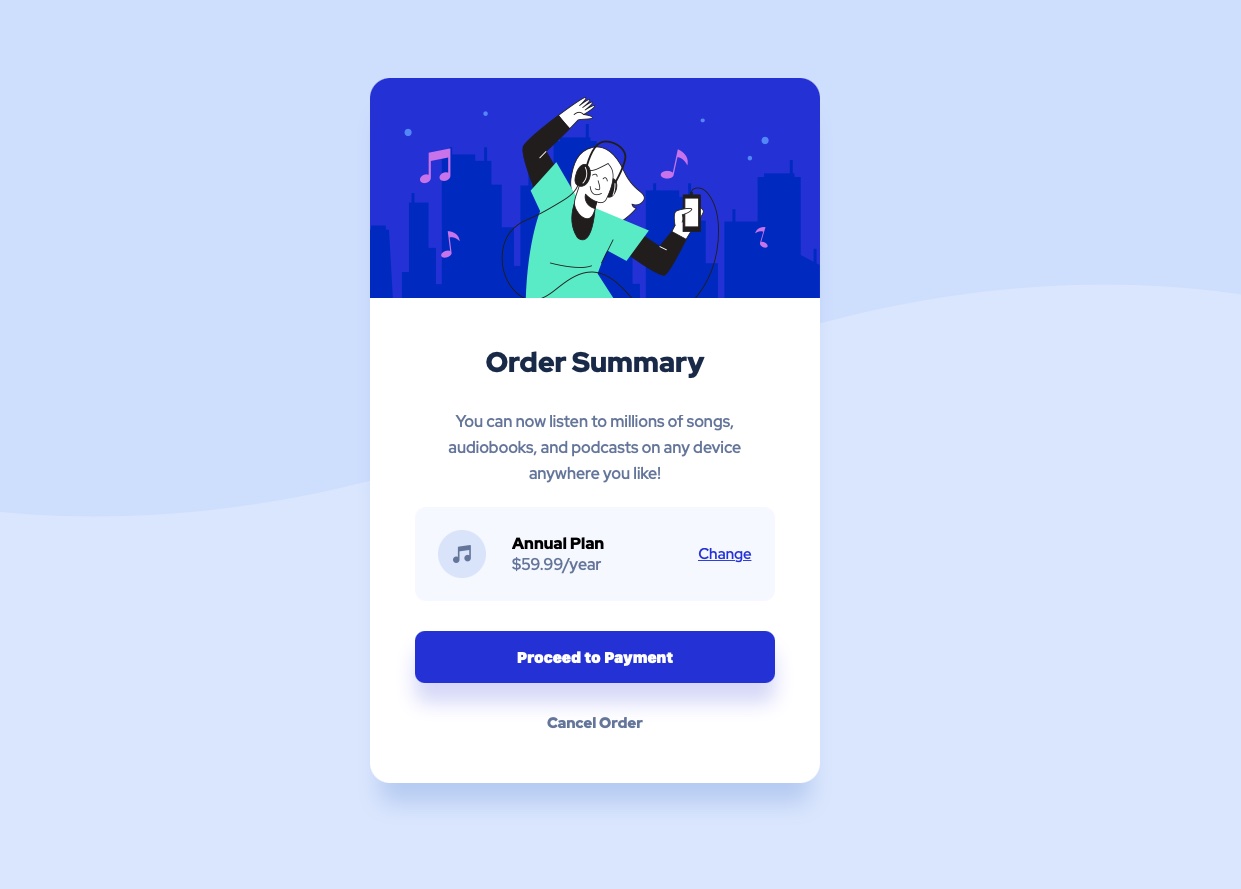 Order Summary
You can now listen to millions of songs,
audiobooks, and podcasts on any device
anywhere you like!
Annual Plan
$59.99/year
Change
Proceed to Payment
Cancel Order